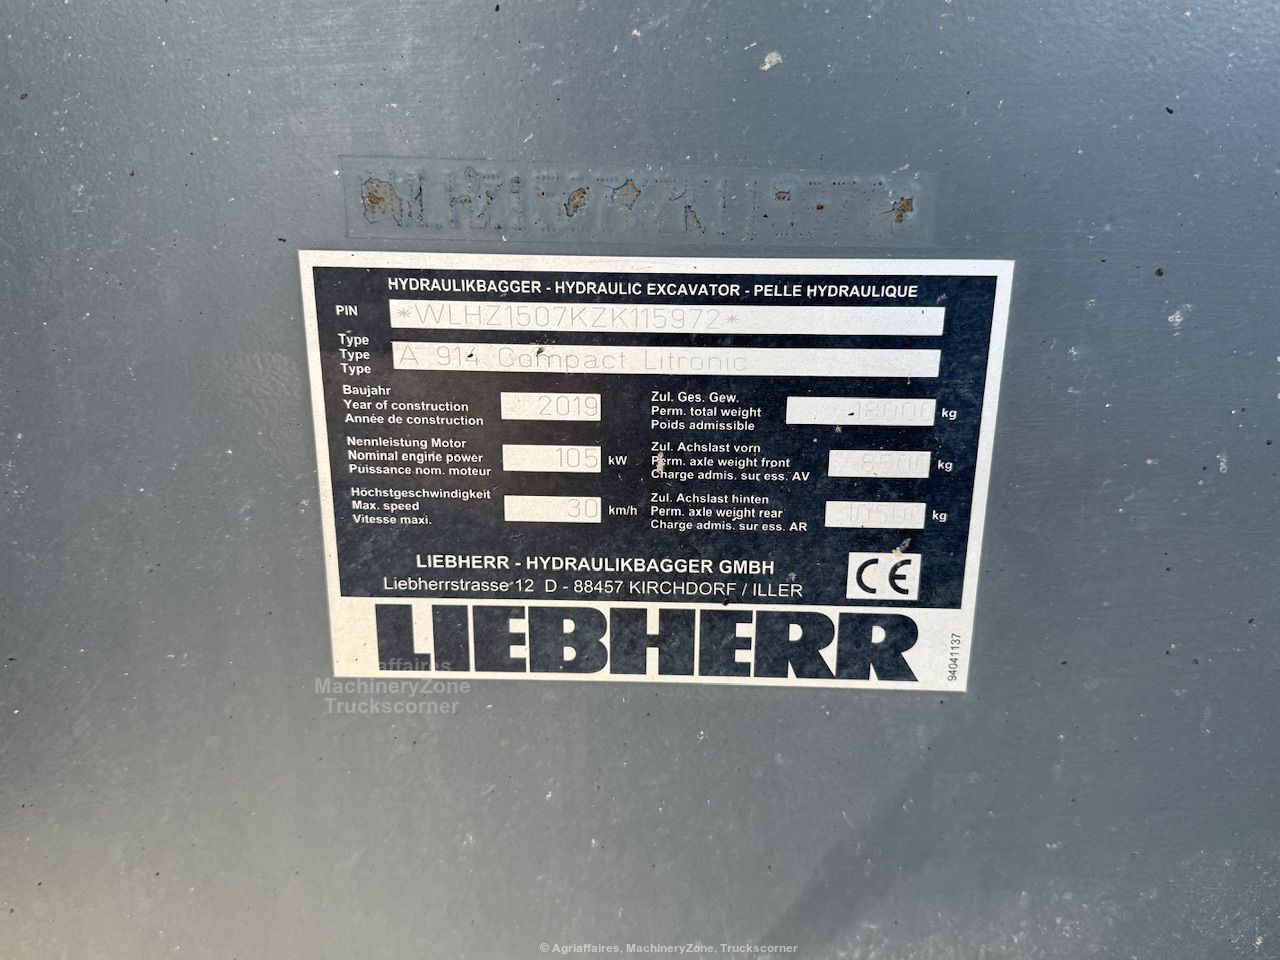 HYDRAULIKBAGGER - HYDRAULIC EXCAVATOR - PELLE HYDRAULIQUE
PIN *WLHZ1507KZK115972*
Type
Type A 914 Compact Litronic
Type
Baujahr
Year of construction 2019
Année de construction
Zul. Ges. Gew.
Perm. total weight 18000 kg
Poids admissible
Nennleistung Motor
Nominal engine power 105 kW
Puissance nom. moteur
Zul. Achslast vorn
Perm. axle weight front 8500 kg
Charge admis. sur ess. AV
Höchstgeschwindigkeit
Max. speed 30 km/h
Vitesse maxi.
Zul. Achslast hinten
Perm. axle weight rear 10500 kg
Charge admis. sur ess. AR
LIEBHERR - HYDRAULIKBAGGER GMBH
Liebherrstrasse 12 D - 88457 KIRCHDORF / ILLER
CE
LIEBHERR
94041137
Agriaffaires
MachineryZone
Truckscorner
© Agriaffaires, MachineryZone, Truckscorner